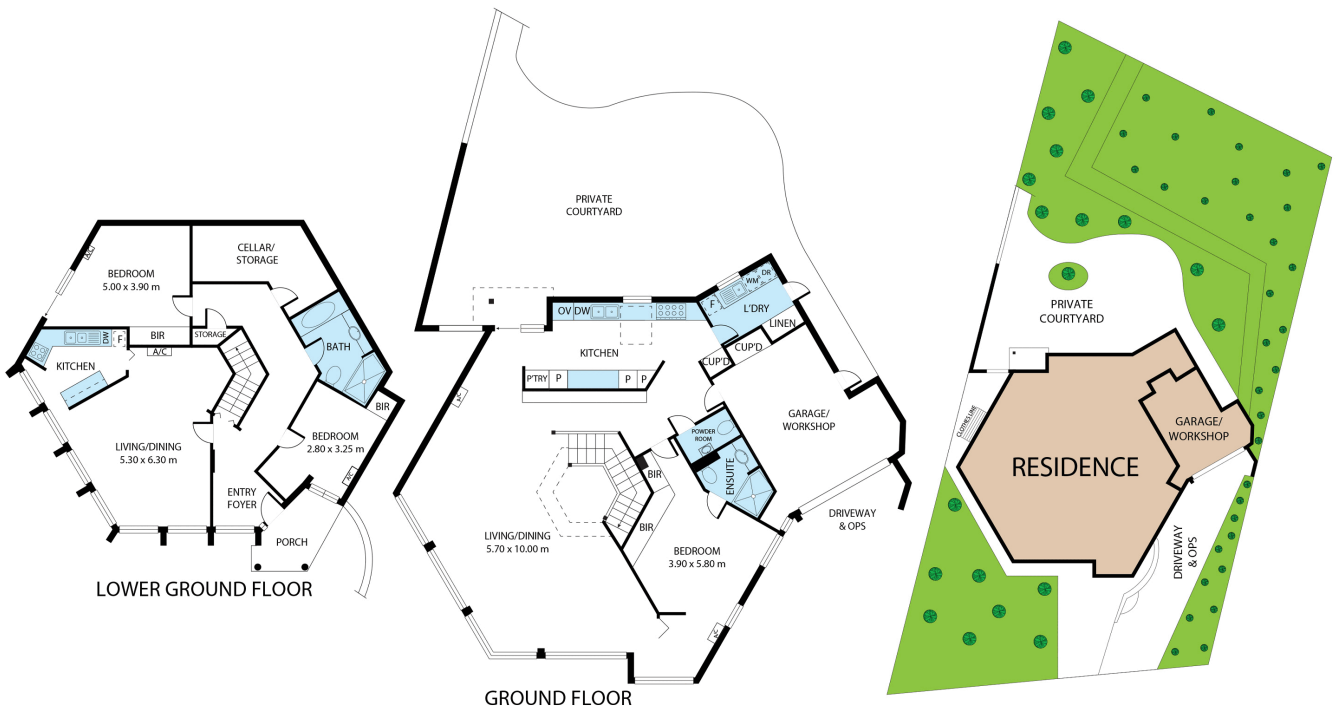 CELLAR/
STORAGE
A/C
BEDROOM
5.00 x 3.90 m
STORAGE
DW
F
BIR
A/C
KITCHEN
BATH
BIR
LIVING/DINING
5.30 x 6.30 m
BEDROOM
2.80 x 3.25 m
A/C
ENTRY
FOYER
PORCH
LOWER GROUND FLOOR
PRIVATE
COURTYARD
DR
WM
F
L'DRY
LINEN
OV
DW
CUP'D
CUP'D
KITCHEN
P'TRY
P
P
P
A/C
GARAGE/
WORKSHOP
POWDER
ROOM
ENSUITE
BIR
BIR
LIVING/DINING
5.70 x 10.00 m
BEDROOM
3.90 x 5.80 m
A/C
DRIVEWAY
& OPS
GROUND FLOOR
PRIVATE
COURTYARD
CLOTHES LINE
GARAGE/
WORKSHOP
RESIDENCE
DRIVEWAY
& OPS